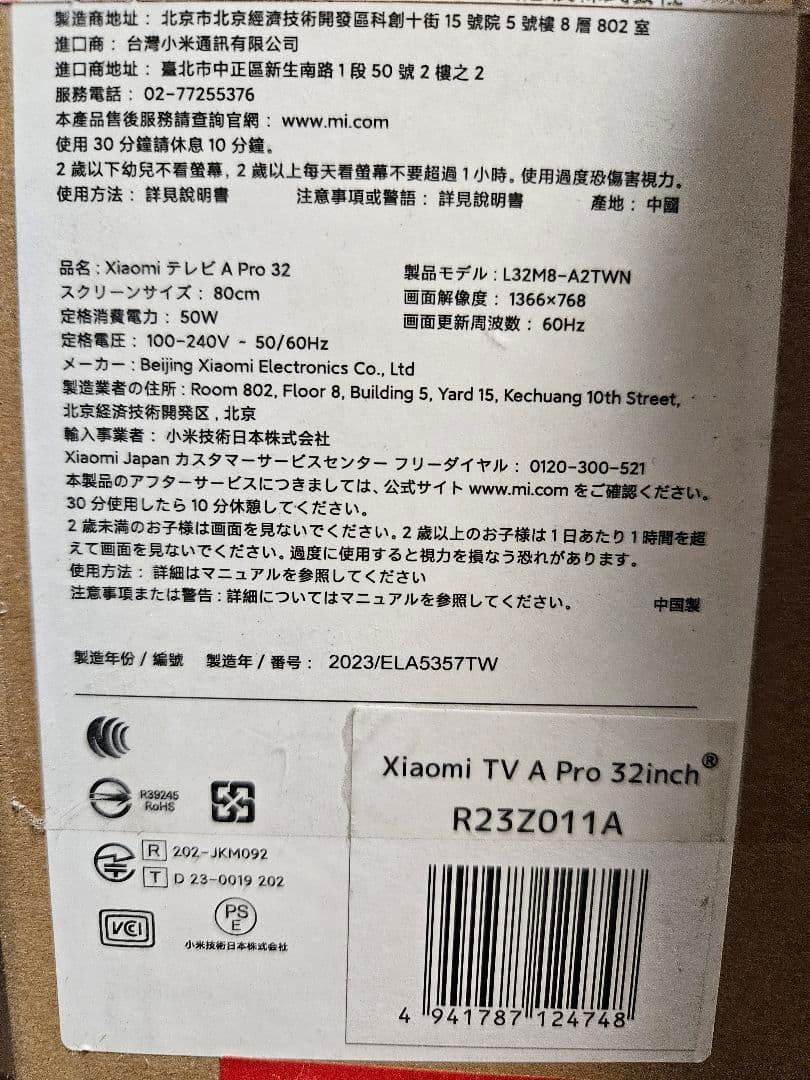 製造商地址：北京市北京經濟技術開發區科創十街 15 號院 5 號樓 8 層 802 室
進口商：台灣小米通訊有限公司
進口商地址：臺北市中正區新生南路 1 段 50 號 2 樓之 2
服務電話：02-77255376
本產品售後服務請查詢官網：www.mi.com
使用 30 分鐘請休息 10 分鐘。
2 歲以下幼兒不看螢幕，2 歲以上每天看螢幕不要超過 1 小時。使用過度恐傷害視力。
使用方法：詳見說明書 注意事項或警語：詳見說明書 產地：中國
品名：Xiaomi テレビ A Pro 32 製品モデル：L32M8-A2TWN
スクリーンサイズ：80cm 画面解像度：1366×768
定格消費電力：50W 画面更新周波数：60Hz
定格電圧：100-240V ~ 50/60Hz
メーカー：Beijing Xiaomi Electronics Co., Ltd
製造業者の住所：Room 802, Floor 8, Building 5, Yard 15, Kechuang 10th Street,
北京経済技術開発区，北京
輸入事業者：小米技術日本株式会社
Xiaomi Japan カスタマーサービスセンター フリーダイヤル：0120-300-521
本製品のアフターサービスにつきましては、公式サイト www.mi.com をご確認ください。
30 分使用したら 10 分休憩してください。
2 歳未満のお子様は画面を見ないでください。2 歳以上のお子様は 1 日あたり 1 時間を超
えて画面を見ないでください。過度に使用すると視力を損なう恐れがあります。
使用方法：詳細はマニュアルを参照してください
注意事項または警告：詳細についてはマニュアルを参照してください。 中国製
製造年份 / 編號 製造年 / 番号：2023/ELA5357TW
R39245
RoHS
R 202-JKM092
T D 23-0019 202
VCI
PS
E
小米技術日本株式会社
Xiaomi TV A Pro 32inch®
R23Z011A
4 941787 124748